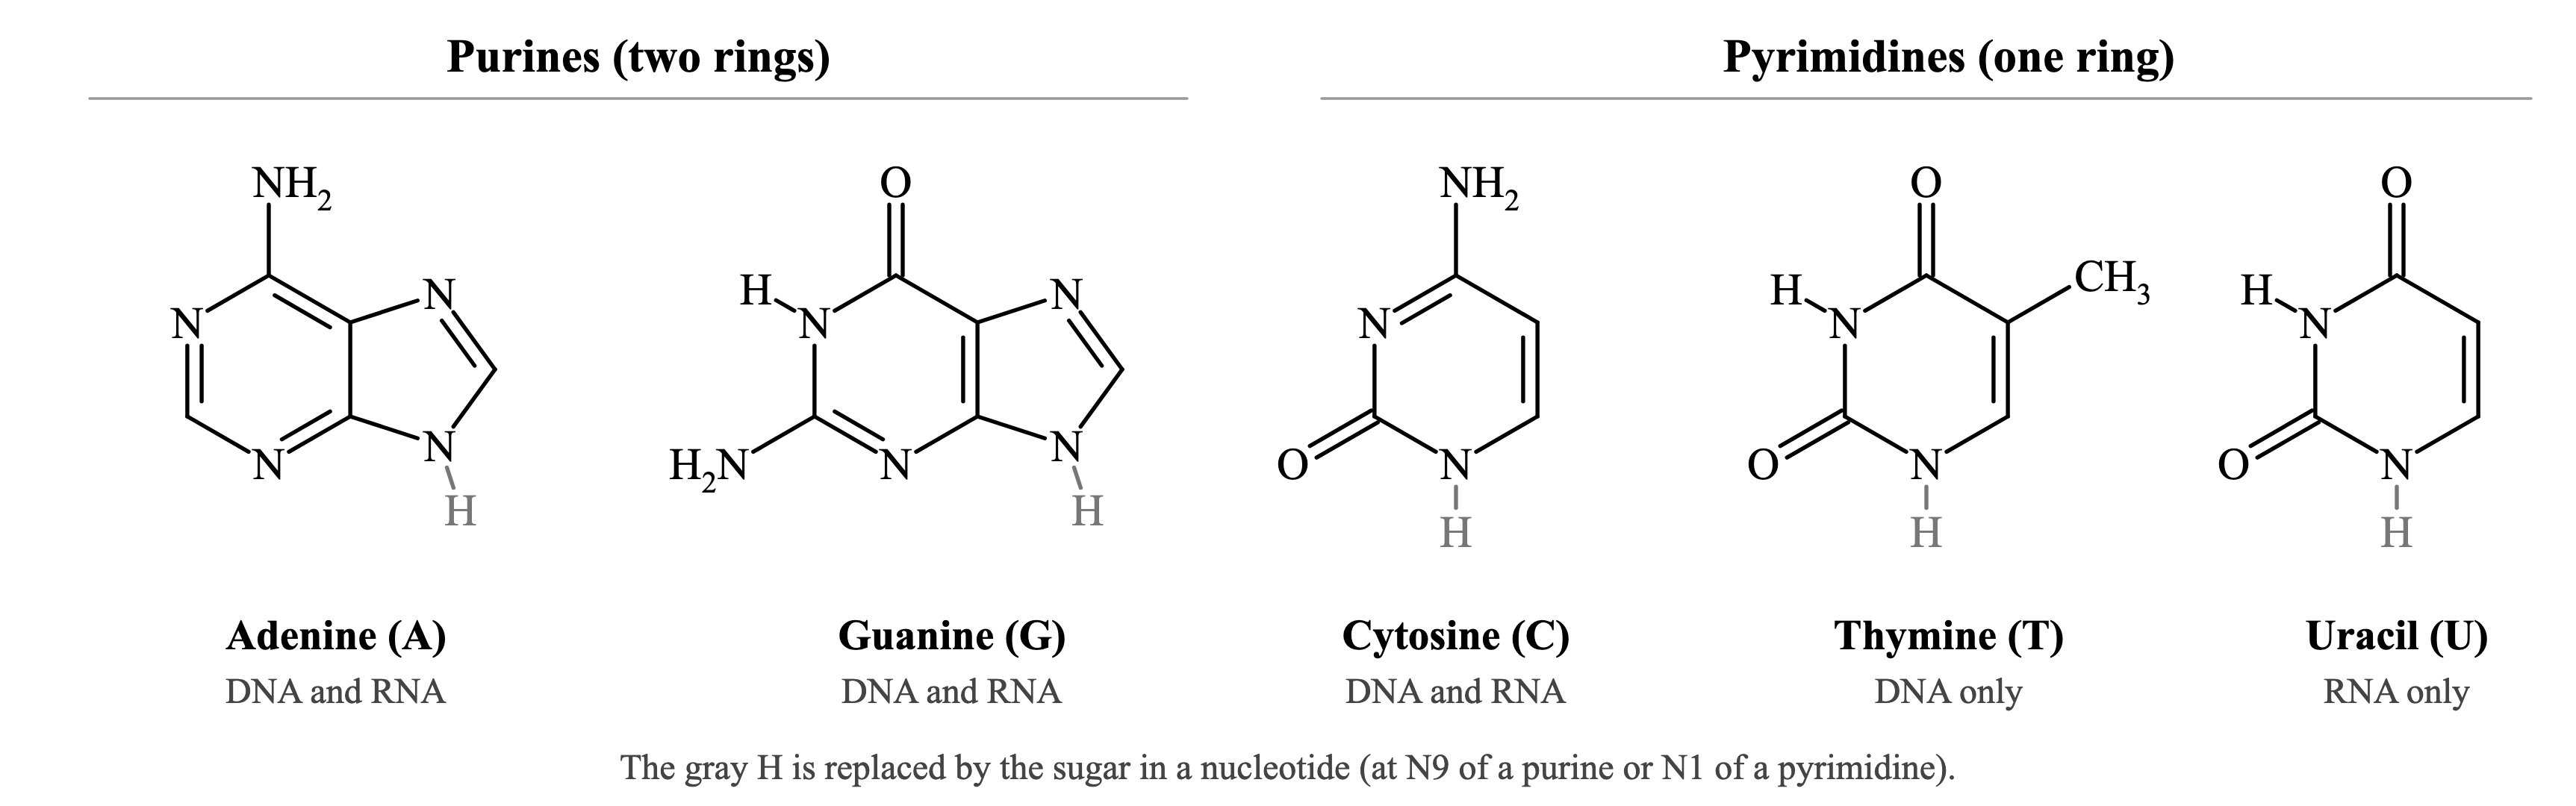 Purines (two rings)
Pyrimidines (one ring)
NH₂
N
N
N
N
H
O
H
N
N
H₂N
N
N
H
NH₂
N
O
N
H
O
CH₃
H
N
O
N
H
O
H
N
O
N
H
Adenine (A)
DNA and RNA
Guanine (G)
DNA and RNA
Cytosine (C)
DNA and RNA
Thymine (T)
DNA only
Uracil (U)
RNA only
The gray H is replaced by the sugar in a nucleotide (at N9 of a purine or N1 of a pyrimidine).